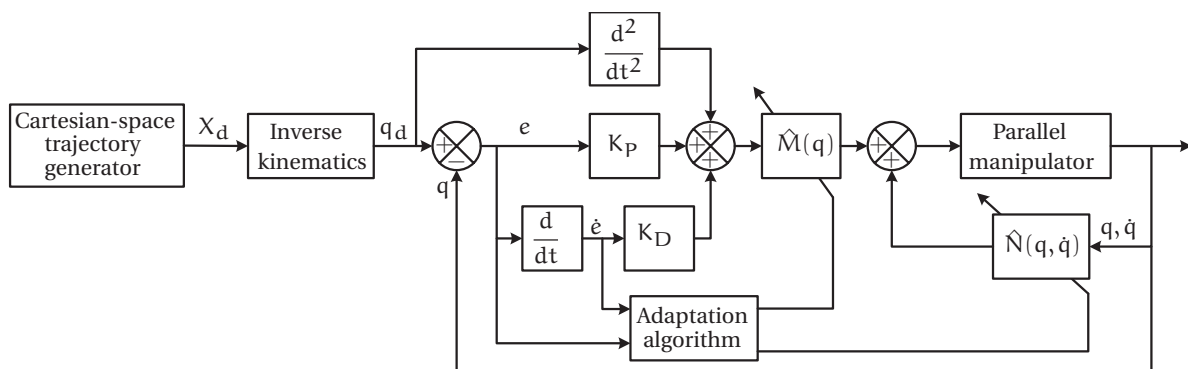 Cartesian-space
trajectory
generator
X_d
Inverse
kinematics
q_d
+
−
q
e
d²
dt²
K_P
d
dt
ė
K_D
+
+
+
M̂(q)
Adaptation
algorithm
+
+
Parallel
manipulator
N̂(q, q̇)
q, q̇